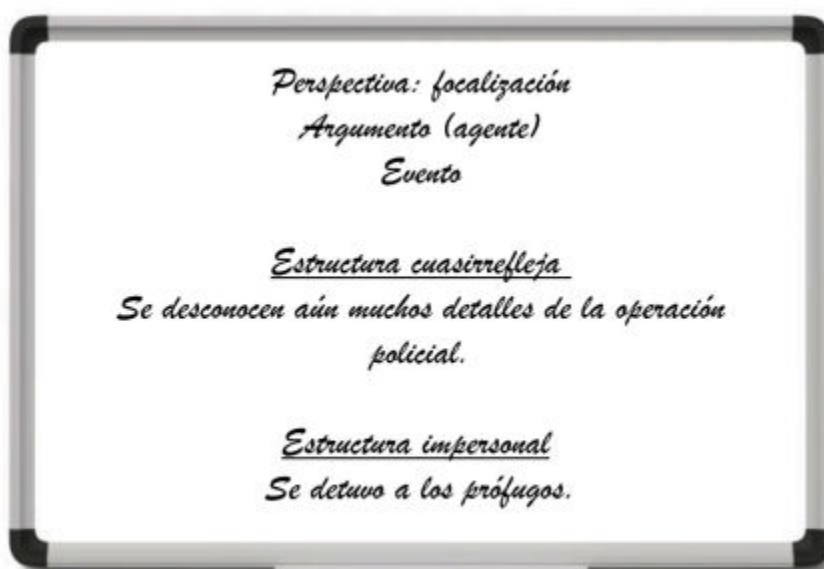 Perspectiva: focalización
Argumento (agente)
Evento
Estructura cuasirrefleja
Se desconocen aún muchos detalles de la operación
policial.
Estructura impersonal
Se detuvo a los prófugos.